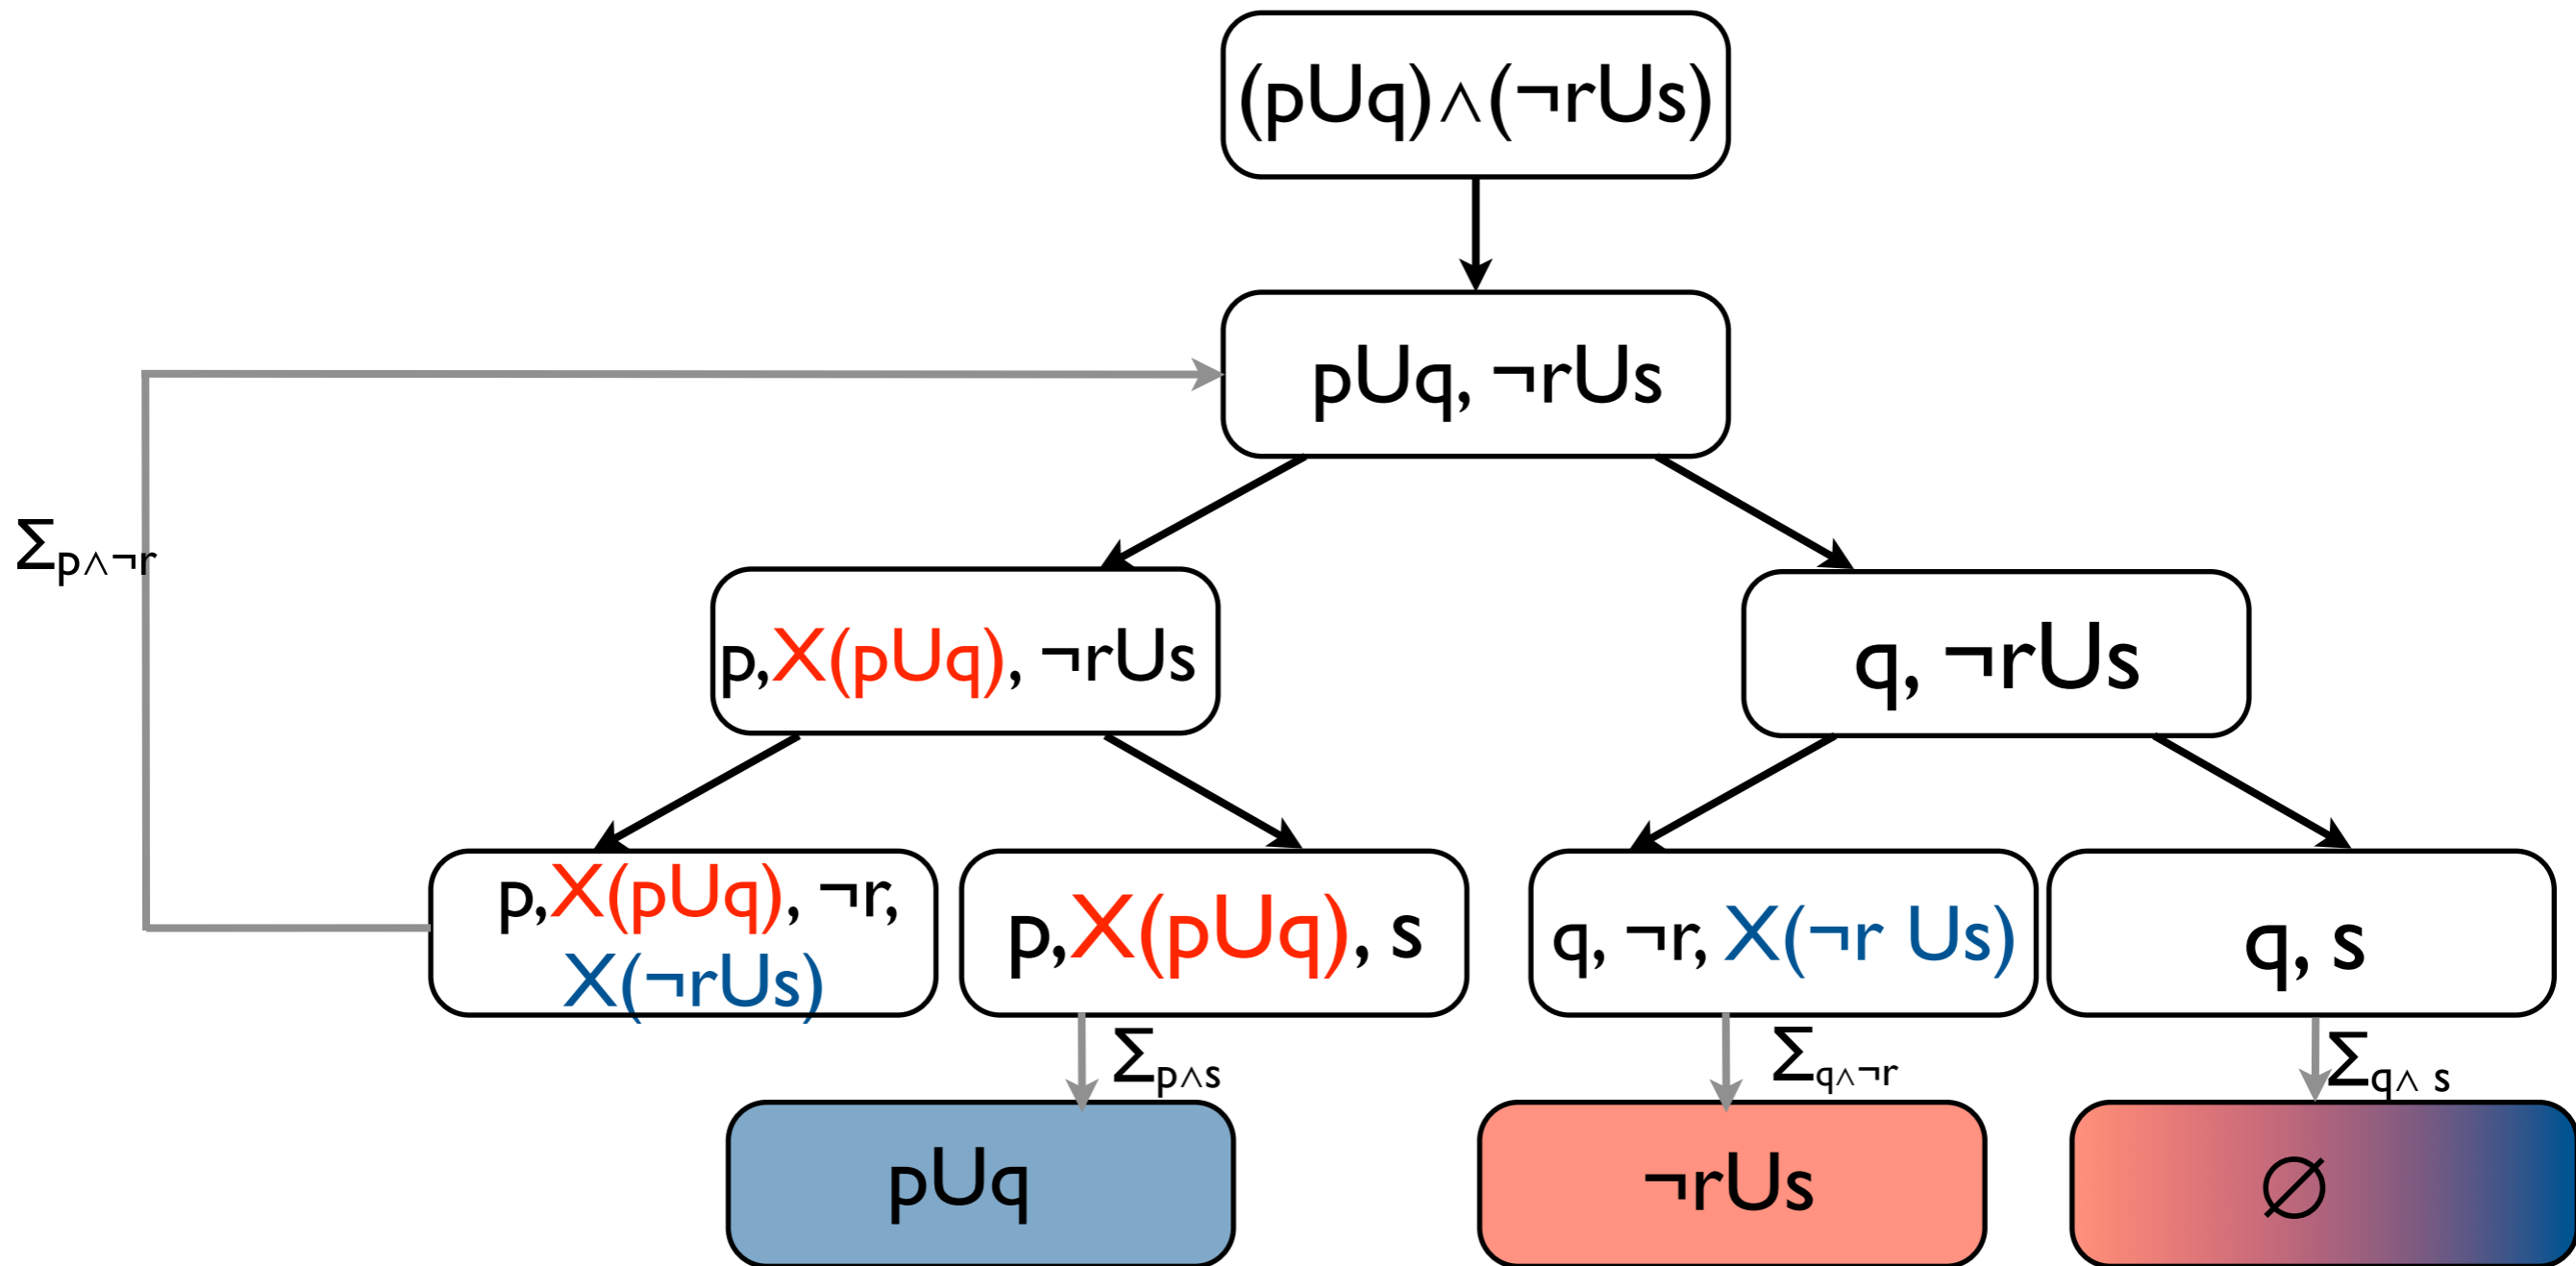 (pUq)∧(¬rUs)
pUq, ¬rUs
Σp∧¬r
p,X(pUq), ¬rUs
q, ¬rUs
p,X(pUq), ¬r,
X(¬rUs)
p,X(pUq), s
q, ¬r, X(¬r Us)
q, s
Σp∧s
Σq∧¬r
Σq∧ s
pUq
¬rUs
∅